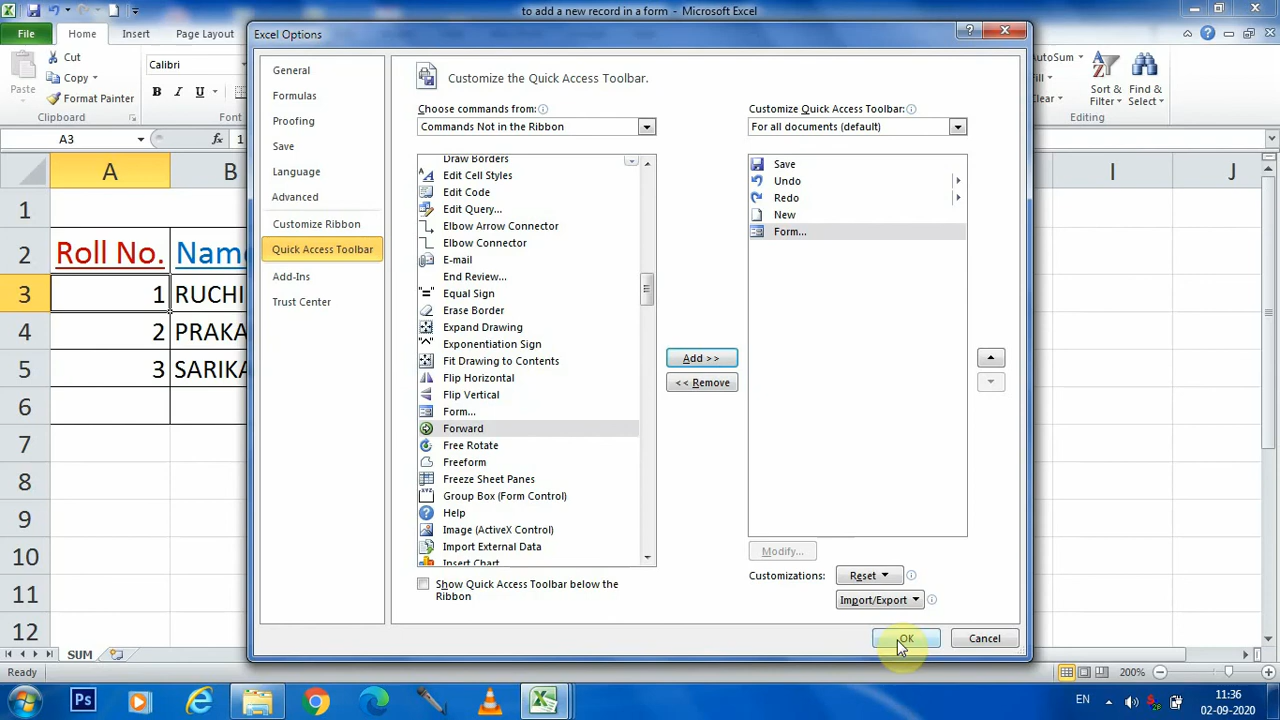 to add a new record in a form - Microsoft Excel
File
Home
Insert
Page Layout
Cut
Copy
Format Painter
Paste
Clipboard
Calibri
B I U
Font
AutoSum
Fill
Clear
Sort & Filter
Find & Select
Editing
A3
fx
1
A
B
I
J
1
2
Roll No.
Name
3
1
RUCHI
4
2
PRAKA
5
3
SARIKA
6
7
8
9
10
11
12
SUM
Ready
200%
Excel Options
General
Formulas
Proofing
Save
Language
Advanced
Customize Ribbon
Quick Access Toolbar
Add-Ins
Trust Center
Customize the Quick Access Toolbar.
Choose commands from:
Commands Not in the Ribbon
Draw Borders
Edit Cell Styles
Edit Code
Edit Query...
Elbow Arrow Connector
Elbow Connector
E-mail
End Review...
Equal Sign
Erase Border
Expand Drawing
Exponentiation Sign
Fit Drawing to Contents
Flip Horizontal
Flip Vertical
Form...
Forward
Free Rotate
Freeform
Freeze Sheet Panes
Group Box (Form Control)
Help
Image (ActiveX Control)
Import External Data
Insert Chart
Show Quick Access Toolbar below the
Ribbon
Add >>
<< Remove
Customize Quick Access Toolbar:
For all documents (default)
Save
Undo
Redo
New
Form...
Modify...
Customizations:
Reset
Import/Export
OK
Cancel
Ps
EN
11:36
02-09-2020